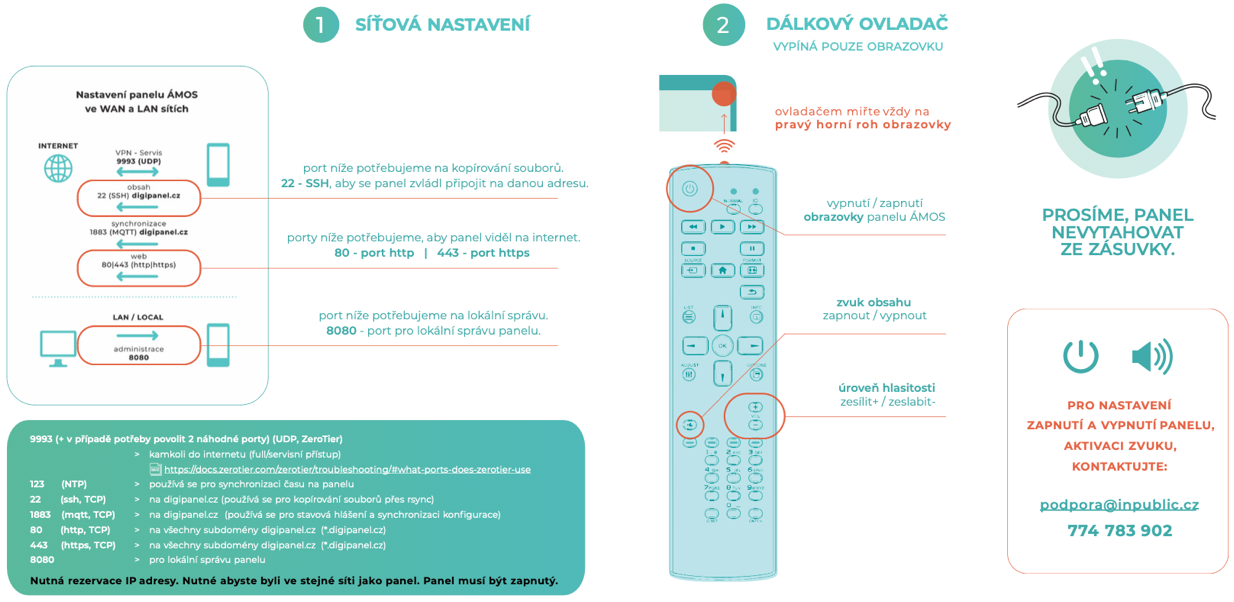 1 SÍŤOVÁ NASTAVENÍ
Nastavení panelu ÁMOS
ve WAN a LAN sítích
INTERNET
VPN - Servis
9993 (UDP)
obsah
22 (SSH) digipanel.cz
synchronizace
1883 (MQTT) digipanel.cz
web
80|443 (http|https)
LAN / LOCAL
administrace
8080
port níže potřebujeme na kopírování souborů.
22 - SSH, aby se panel zvládl připojit na danou adresu.
porty níže potřebujeme, aby panel viděl na internet.
80 - port http | 443 - port https
port níže potřebujeme na lokální správu.
8080 - port pro lokální správu panelu.
9993 (+ v případě potřeby povolit 2 náhodné porty) (UDP, ZeroTier)
> kamkoli do internetu (full/servisní přístup)
https://docs.zerotier.com/zerotier/troubleshooting/#what-ports-does-zerotier-use
123 (NTP) > používá se pro synchronizaci času na panelu
22 (ssh, TCP) > na digipanel.cz (používá se pro kopírování souborů přes rsync)
1883 (mqtt, TCP) > na digipanel.cz (používá se pro stavová hlášení a synchronizaci konfigurace)
80 (http, TCP) > na všechny subdomény digipanel.cz (*.digipanel.cz)
443 (https, TCP) > na všechny subdomény digipanel.cz (*.digipanel.cz)
8080 > pro lokální správu panelu
Nutná rezervace IP adresy. Nutné abyste byli ve stejné síti jako panel. Panel musí být zapnutý.
2 DÁLKOVÝ OVLADAČ
VYPÍNÁ POUZE OBRAZOVKU
ovladačem miřte vždy na
pravý horní roh obrazovky
vypnutí / zapnutí
obrazovky panelu ÁMOS
zvuk obsahu
zapnout / vypnout
úroveň hlasitosti
zesílit+ / zeslabit-
SOURCE
LIST
OK
ADJUST
VOL
PROSÍME, PANEL
NEVYTAHOVAT
ZE ZÁSUVKY.
PRO NASTAVENÍ
ZAPNUTÍ A VYPNUTÍ PANELU,
AKTIVACI ZVUKU,
KONTAKTUJTE:
podpora@inpublic.cz
774 783 902